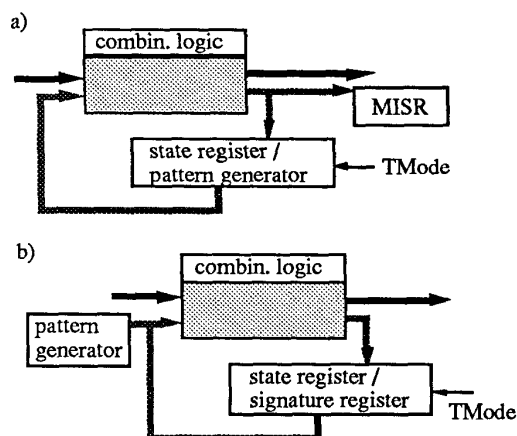 a)
combin. logic
MISR
state register /
pattern generator
TMode
b)
combin. logic
pattern
generator
state register /
signature register
TMode